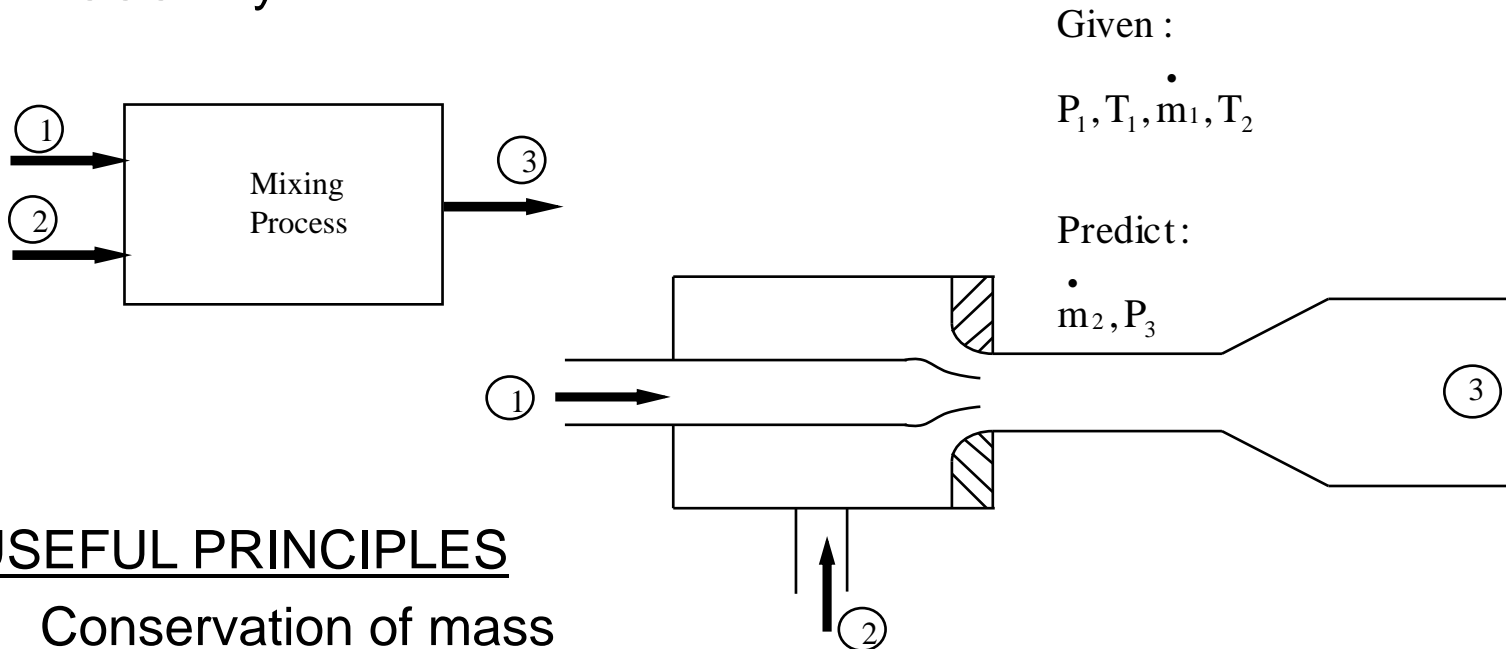 Given :
P₁, T₁, ṁ₁, T₂
1
Mixing
Process
3
2
Predict:
ṁ₂, P₃
1
3
USEFUL PRINCIPLES
Conservation of mass
2